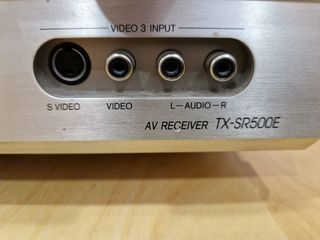 VIDEO 3 INPUT
S VIDEO VIDEO L–AUDIO–R
AV RECEIVER TX-SR500E